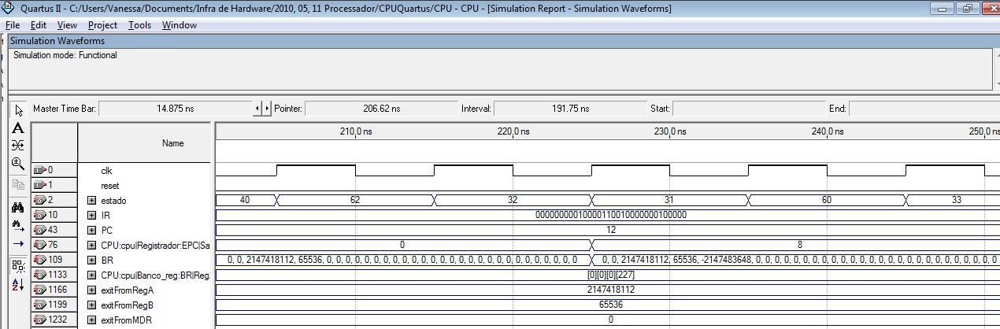 Quartus II - C:/Users/Vanessa/Documents/Infra de Hardware/2010, 05, 11 Processador/CPUQuartus/CPU - CPU - [Simulation Report - Simulation Waveforms]
File Edit View Project Tools Window
Simulation Waveforms
Simulation mode: Functional
Master Time Bar: 14.875 ns Pointer: 206.62 ns Interval: 191.75 ns Start: End:
Name 210.0 ns 220.0 ns 230.0 ns 240.0 ns 250.0 ns
0 clk
1 reset
2 estado 40 62 32 31 60 33
10 IR 00000000010000110010000000100000
43 PC 12
76 CPU:cpu|Registrador:EPC|Sa 0 8
109 BR 0, 0, 2147418112, 65536, 0, 0, 0, 0, 0, 0, 0, 0, 0, 0, 0, 0, 0, 0, 0, 0, 0, 0, 0, 0, 0, 0, 0, 0, 0, 0, 0, 0 0, 0, 2147418112, 65536, -2147483648, 0, 0, 0, 0, 0, 0, 0, 0, 0, 0, 0, 0, 0, 0, 0, 0, 0, 0, 0, 0, 0, 0, 0, 0, 0, 0, 0
1133 CPU:cpu|Banco_reg:BR|Reg [0][0][0][227]
1166 exitFromRegA 2147418112
1199 exitFromRegB 65536
1232 exitFromMDR 0